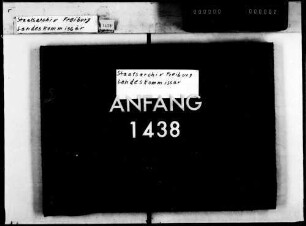 Staatsarchiv Freiburg
Landeskommissär
Staatsarchiv Freiburg
Landeskommissär
ANFANG
1438